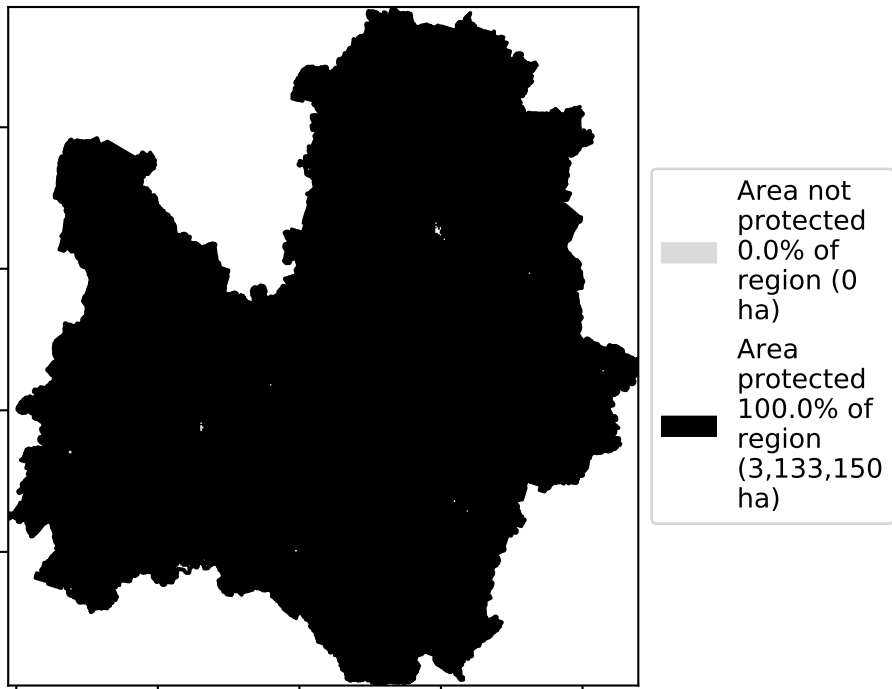 Area not
protected
0.0% of
region (0
ha)
Area
protected
100.0% of
region
(3,133,150
ha)